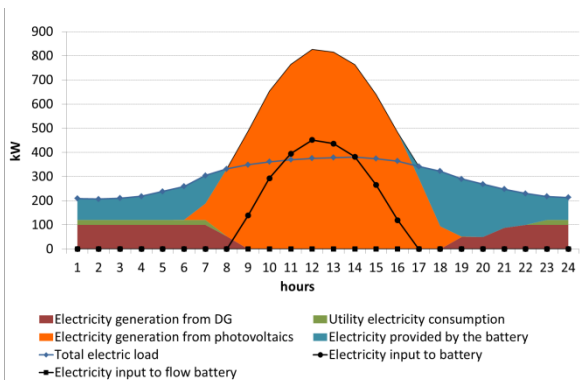 900
800
700
600
500
400
300
200
100
0
kW
1 2 3 4 5 6 7 8 9 10 11 12 13 14 15 16 17 18 19 20 21 22 23 24
hours
Electricity generation from DG Utility electricity consumption
Electricity generation from photovoltaics Electricity provided by the battery
Total electric load Electricity input to battery
Electricity input to flow battery